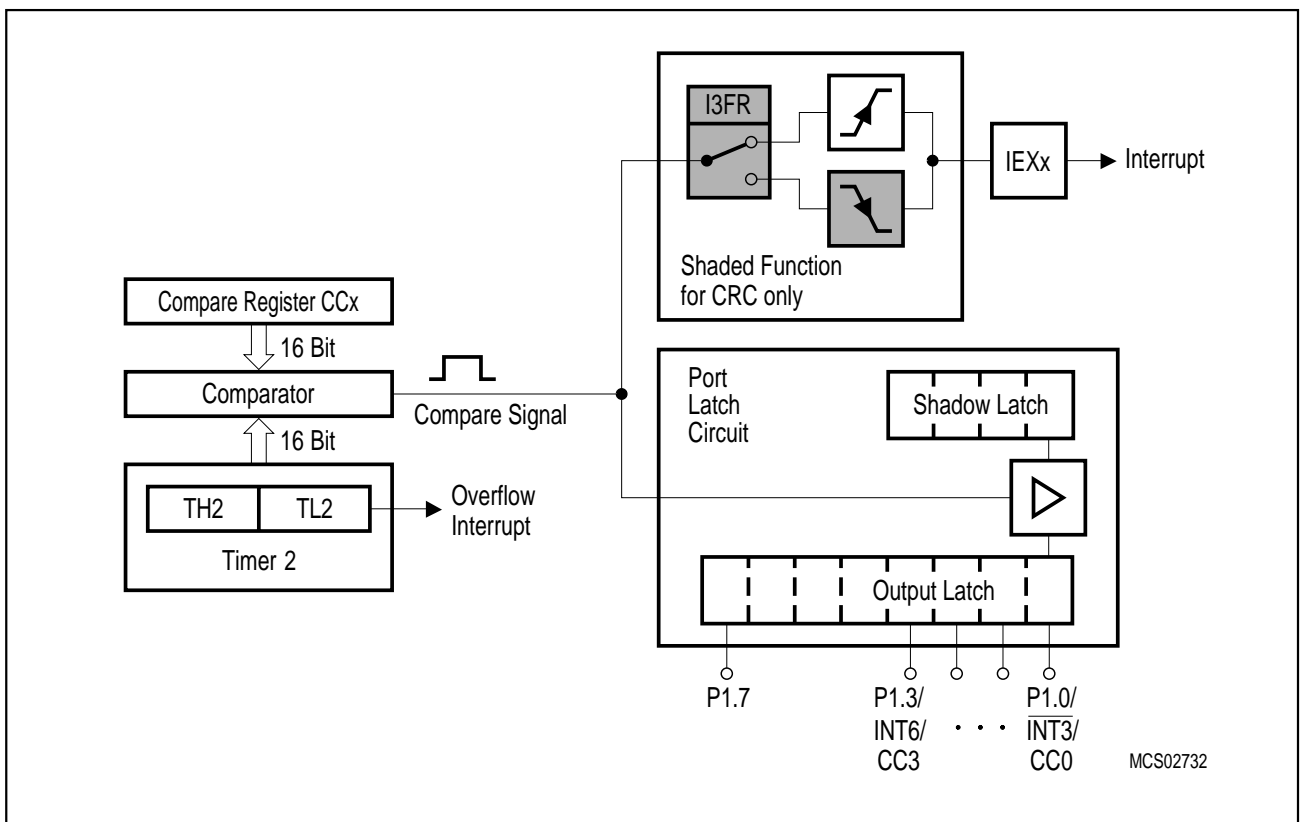 I3FR
IEXx
Interrupt
Shaded Function
for CRC only
Compare Register CCx
16 Bit
Comparator
Compare Signal
16 Bit
TH2
TL2
Timer 2
Overflow
Interrupt
Port
Latch
Circuit
Shadow Latch
Output Latch
P1.7
P1.3/
INT6/
CC3
. . .
P1.0/
INT3/
CC0
MCS02732